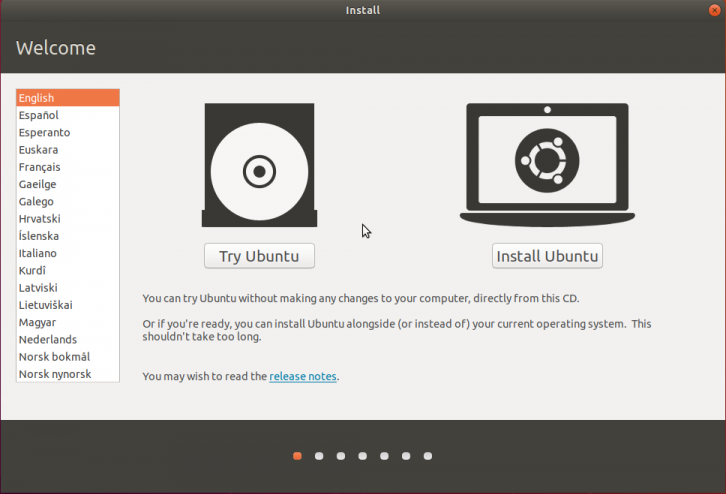 Install
Welcome
English
Español
Esperanto
Euskara
Français
Gaeilge
Galego
Hrvatski
Íslenska
Italiano
Kurdî
Latviski
Lietuviškai
Magyar
Nederlands
Norsk bokmål
Norsk nynorsk
Try Ubuntu
Install Ubuntu
You can try Ubuntu without making any changes to your computer, directly from this CD.
Or if you're ready, you can install Ubuntu alongside (or instead of) your current operating system. This
shouldn't take too long.
You may wish to read the release notes.